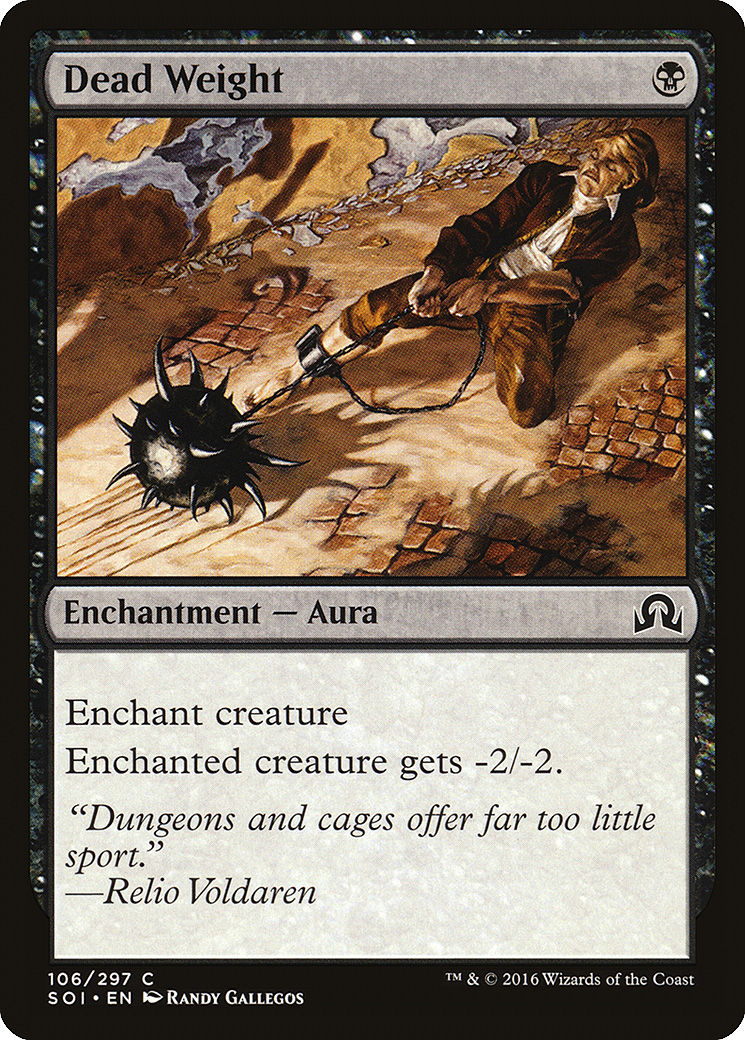 Dead Weight
Enchantment — Aura
Enchant creature
Enchanted creature gets -2/-2.
“Dungeons and cages offer far too little
sport.”
—Relio Voldaren
106/297 C
™ & © 2016 Wizards of the Coast
SOI • EN Randy Gallegos